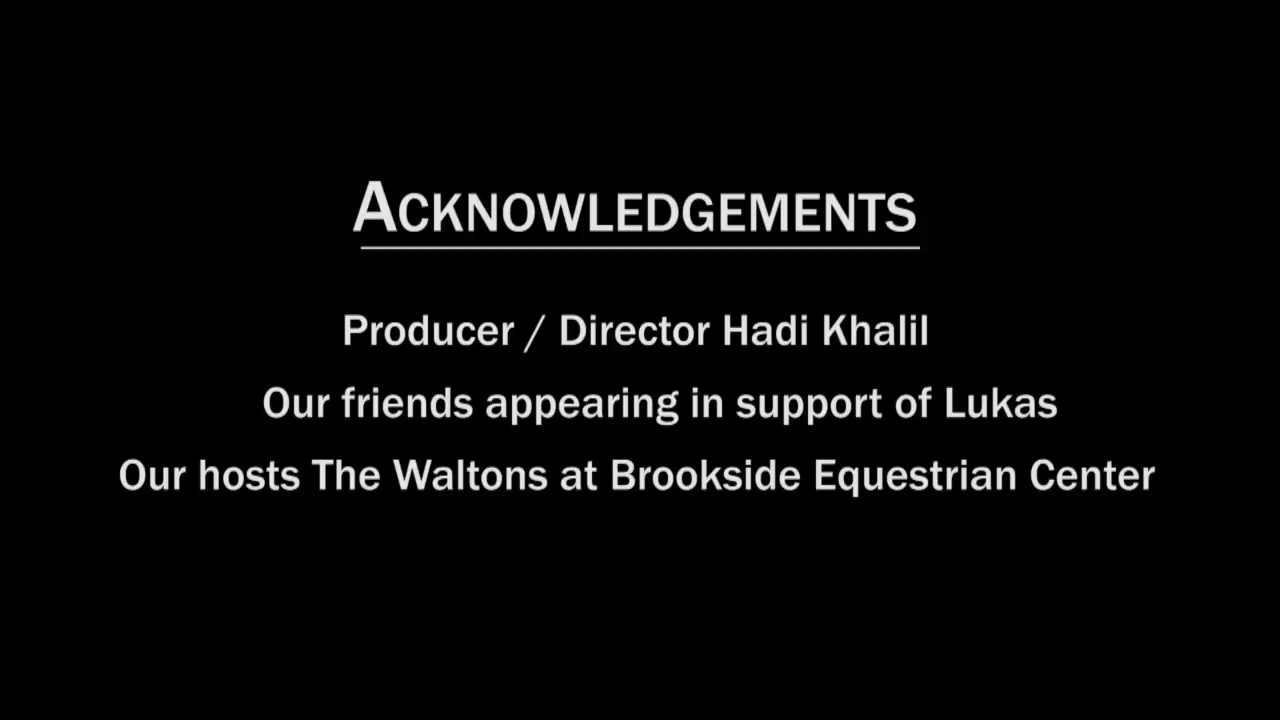 ACKNOWLEDGEMENTS
Producer / Director Hadi Khalil
Our friends appearing in support of Lukas
Our hosts The Waltons at Brookside Equestrian Center